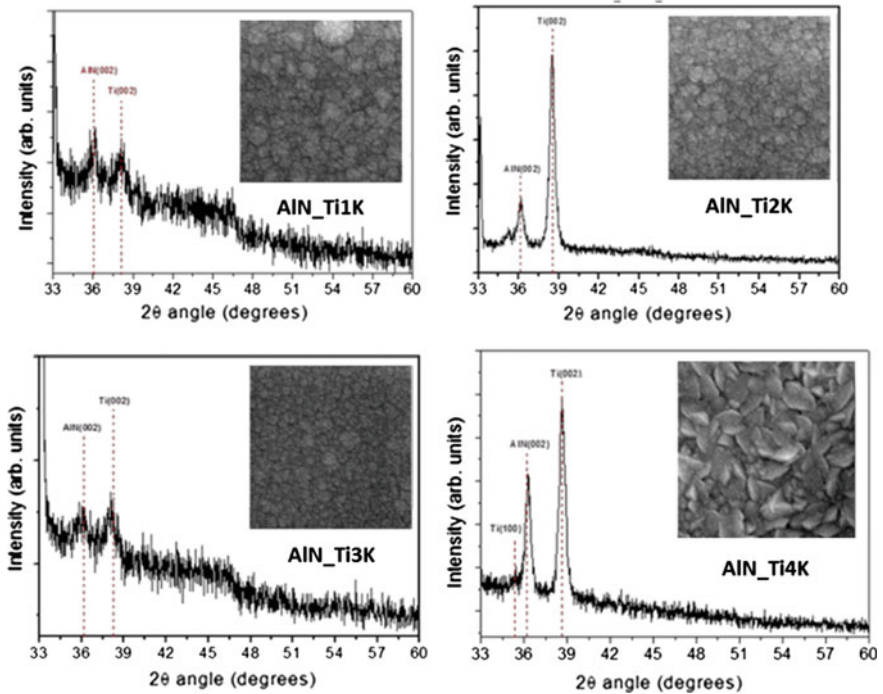 Intensity (arb. units)
AlN(002)
Ti(002)
AlN_Ti1K
33 36 39 42 45 48 51 54 57 60
2θ angle (degrees)
Intensity (arb. units)
Ti(002)
AlN(002)
AlN_Ti2K
33 36 39 42 45 48 51 54 57 60
2θ angle (degrees)
Intensity (arb. units)
AlN(002)
Ti(002)
AlN_Ti3K
33 36 39 42 45 48 51 54 57 60
2θ angle (degrees)
Intensity (arb. units)
Ti(002)
AlN(002)
Ti(100)
AlN_Ti4K
33 36 39 42 45 48 51 54 57 60
2θ angle (degrees)